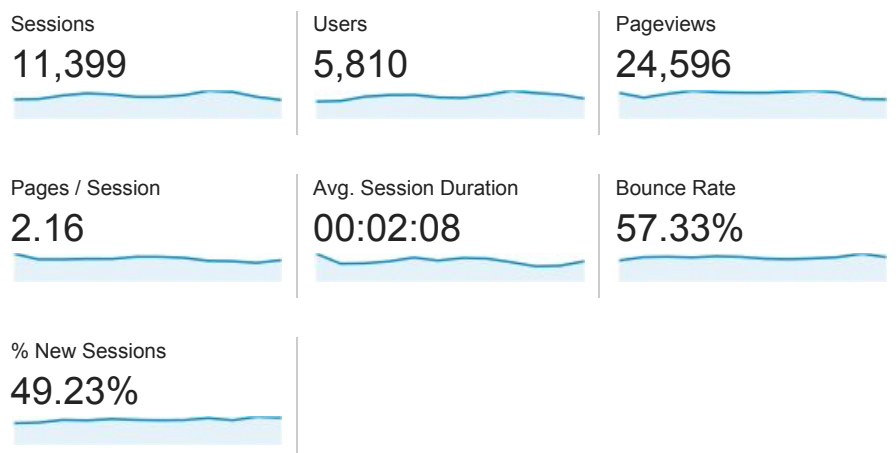 Sessions
11,399
Users
5,810
Pageviews
24,596
Pages / Session
2.16
Avg. Session Duration
00:02:08
Bounce Rate
57.33%
% New Sessions
49.23%